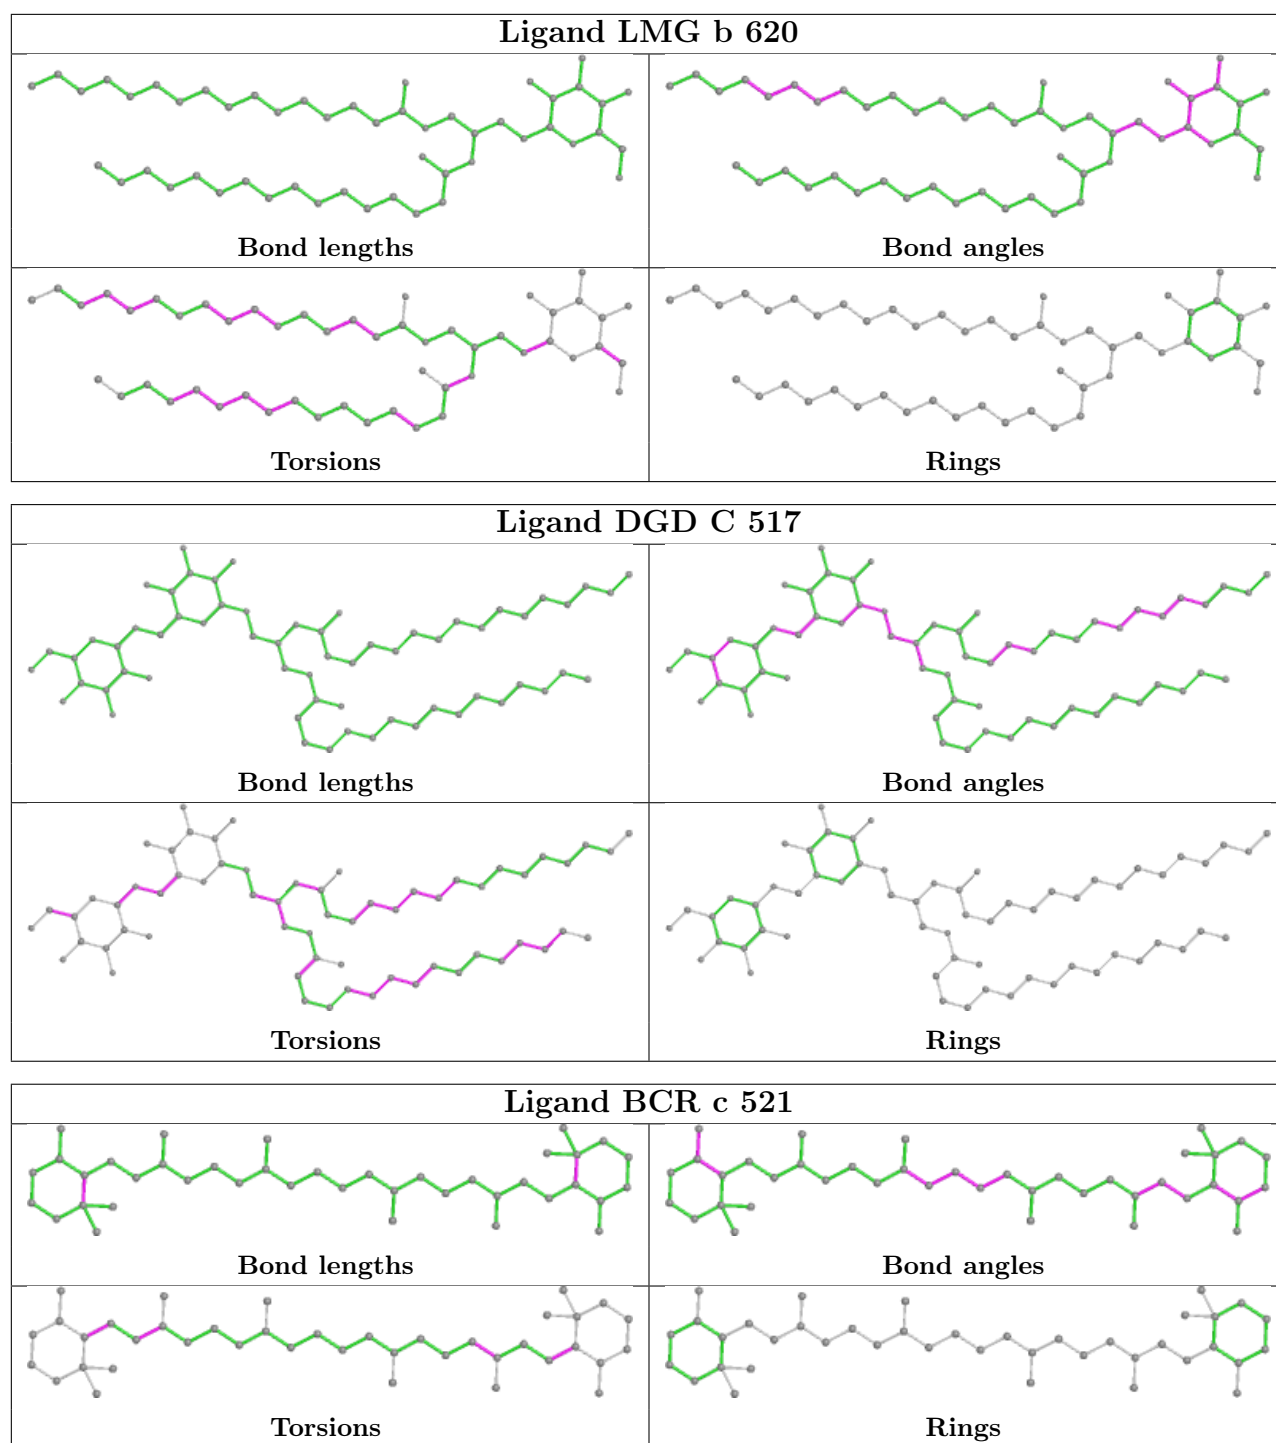 Ligand LMG b 620
Bond lengths
Bond angles
Torsions
Rings
Ligand DGD C 517
Bond lengths
Bond angles
Torsions
Rings
Ligand BCR c 521
Bond lengths
Bond angles
Torsions
Rings